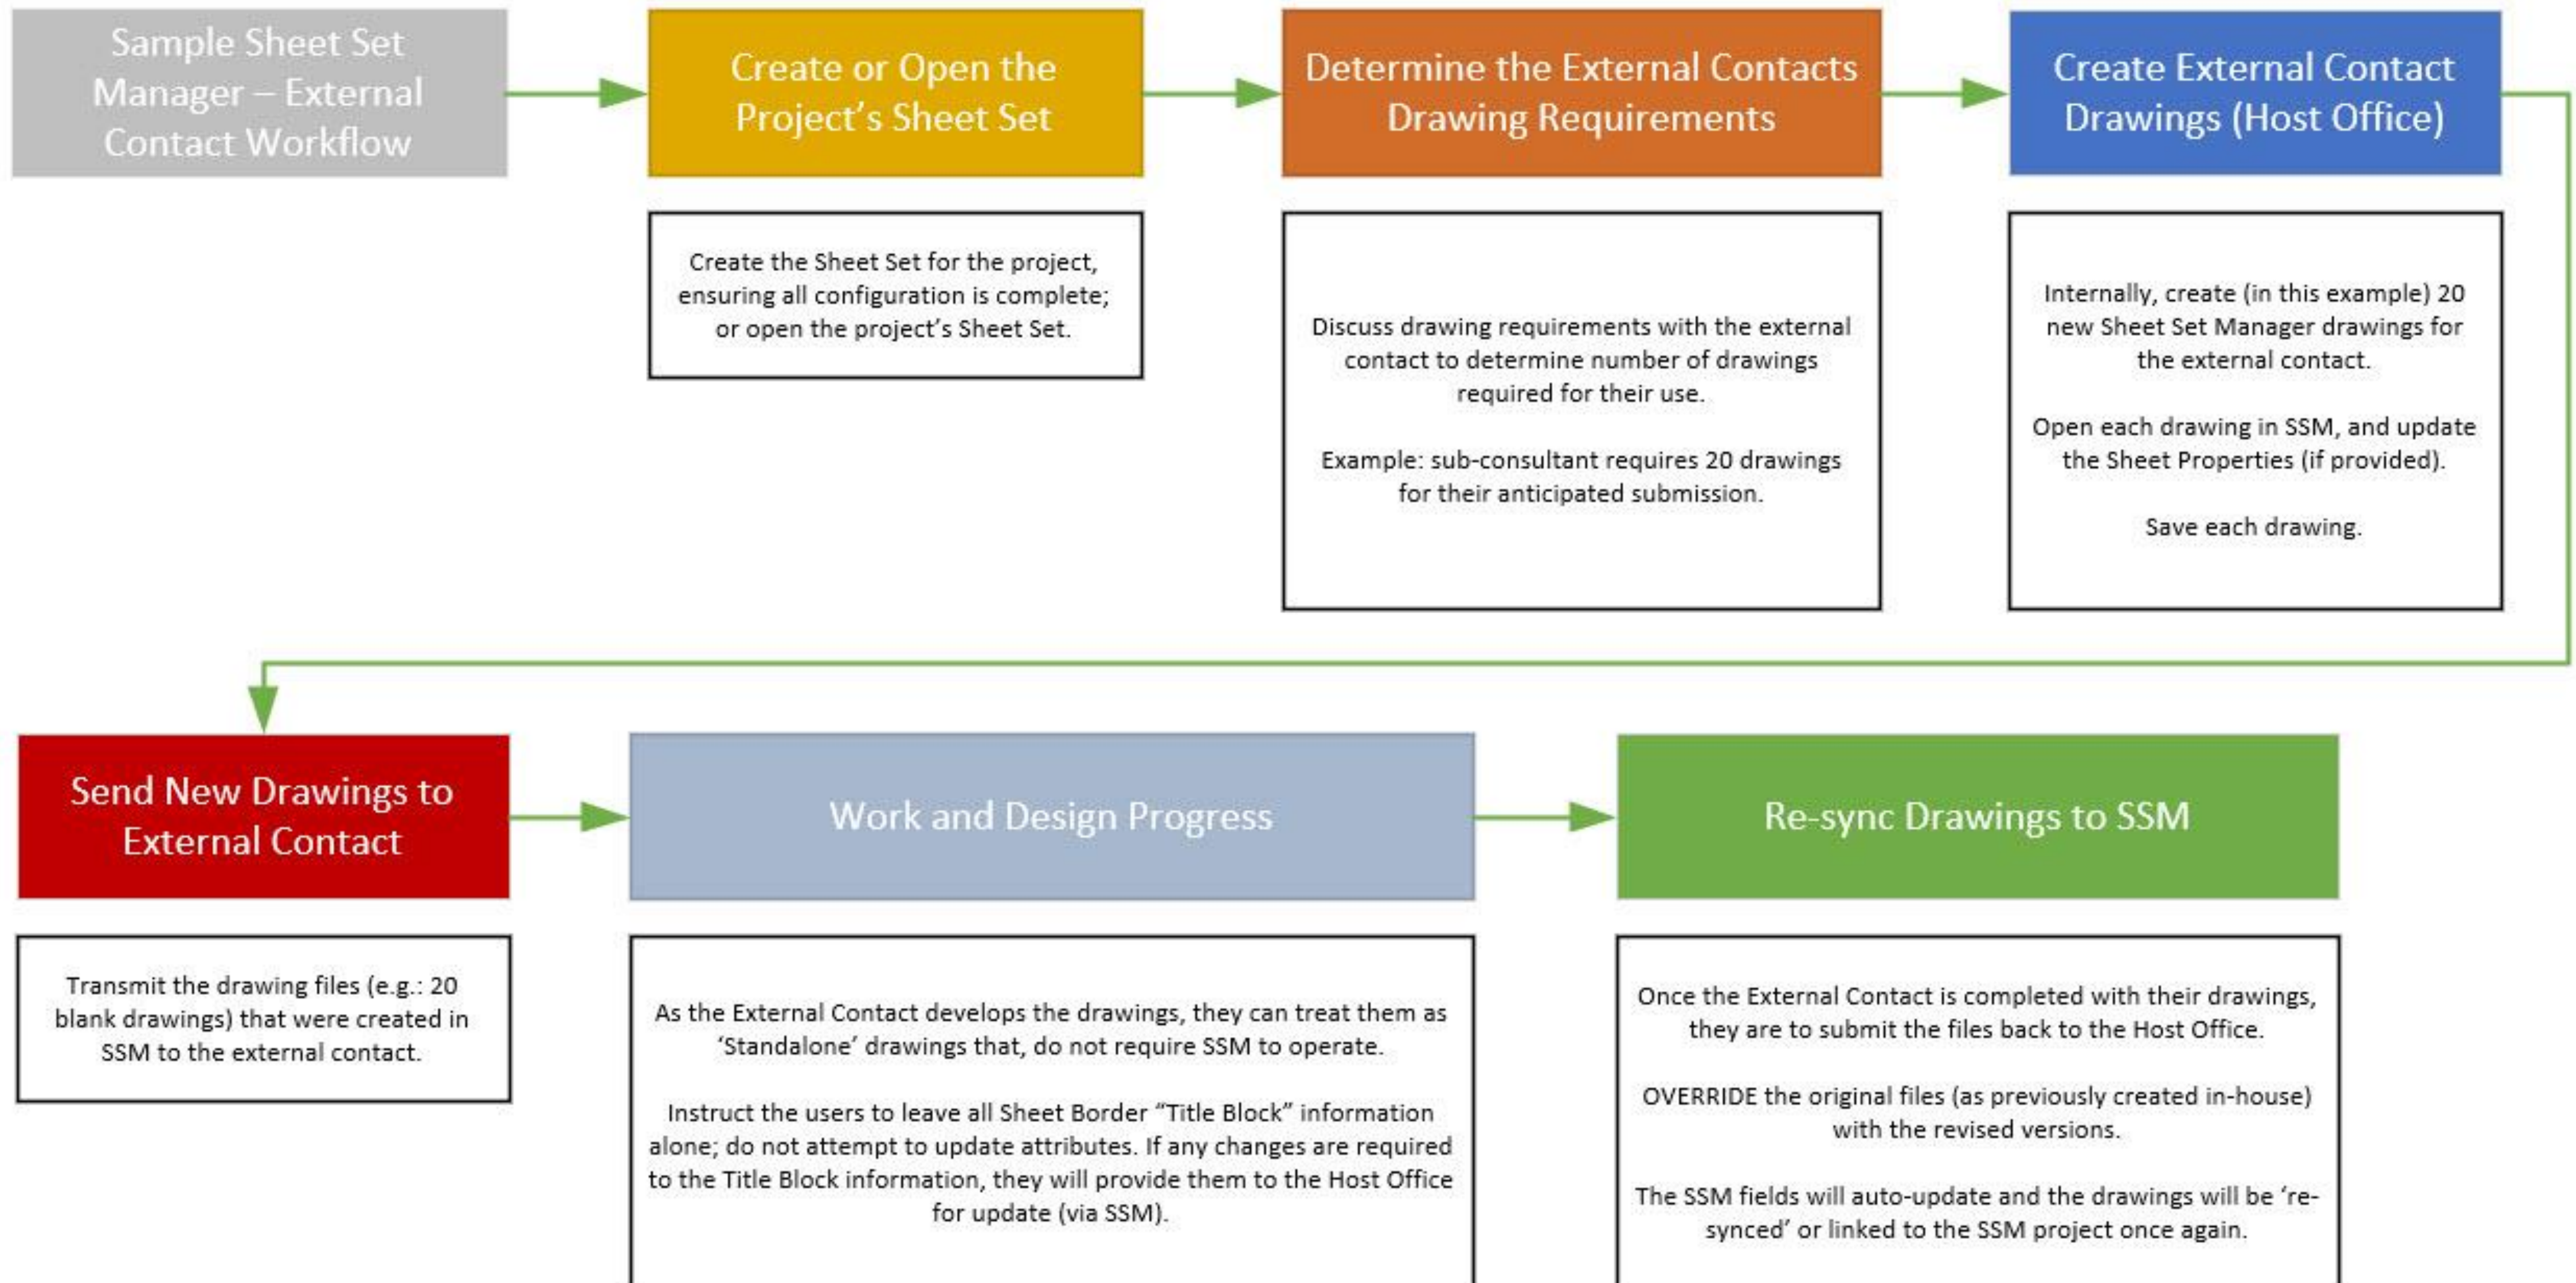 Sample Sheet Set
Manager – External
Contact Workflow
Create or Open the
Project’s Sheet Set
Create the Sheet Set for the project,
ensuring all configuration is complete;
or open the project’s Sheet Set.
Determine the External Contacts
Drawing Requirements
Discuss drawing requirements with the external
contact to determine number of drawings
required for their use.
Example: sub-consultant requires 20 drawings
for their anticipated submission.
Create External Contact
Drawings (Host Office)
Internally, create (in this example) 20
new Sheet Set Manager drawings for
the external contact.
Open each drawing in SSM, and update
the Sheet Properties (if provided).
Save each drawing.
Send New Drawings to
External Contact
Transmit the drawing files (e.g.: 20
blank drawings) that were created in
SSM to the external contact.
Work and Design Progress
As the External Contact develops the drawings, they can treat them as
‘Standalone’ drawings that, do not require SSM to operate.
Instruct the users to leave all Sheet Border “Title Block” information
alone; do not attempt to update attributes. If any changes are required
to the Title Block information, they will provide them to the Host Office
for update (via SSM).
Re-sync Drawings to SSM
Once the External Contact is completed with their drawings,
they are to submit the files back to the Host Office.
OVERRIDE the original files (as previously created in-house)
with the revised versions.
The SSM fields will auto-update and the drawings will be ‘re-
synced’ or linked to the SSM project once again.